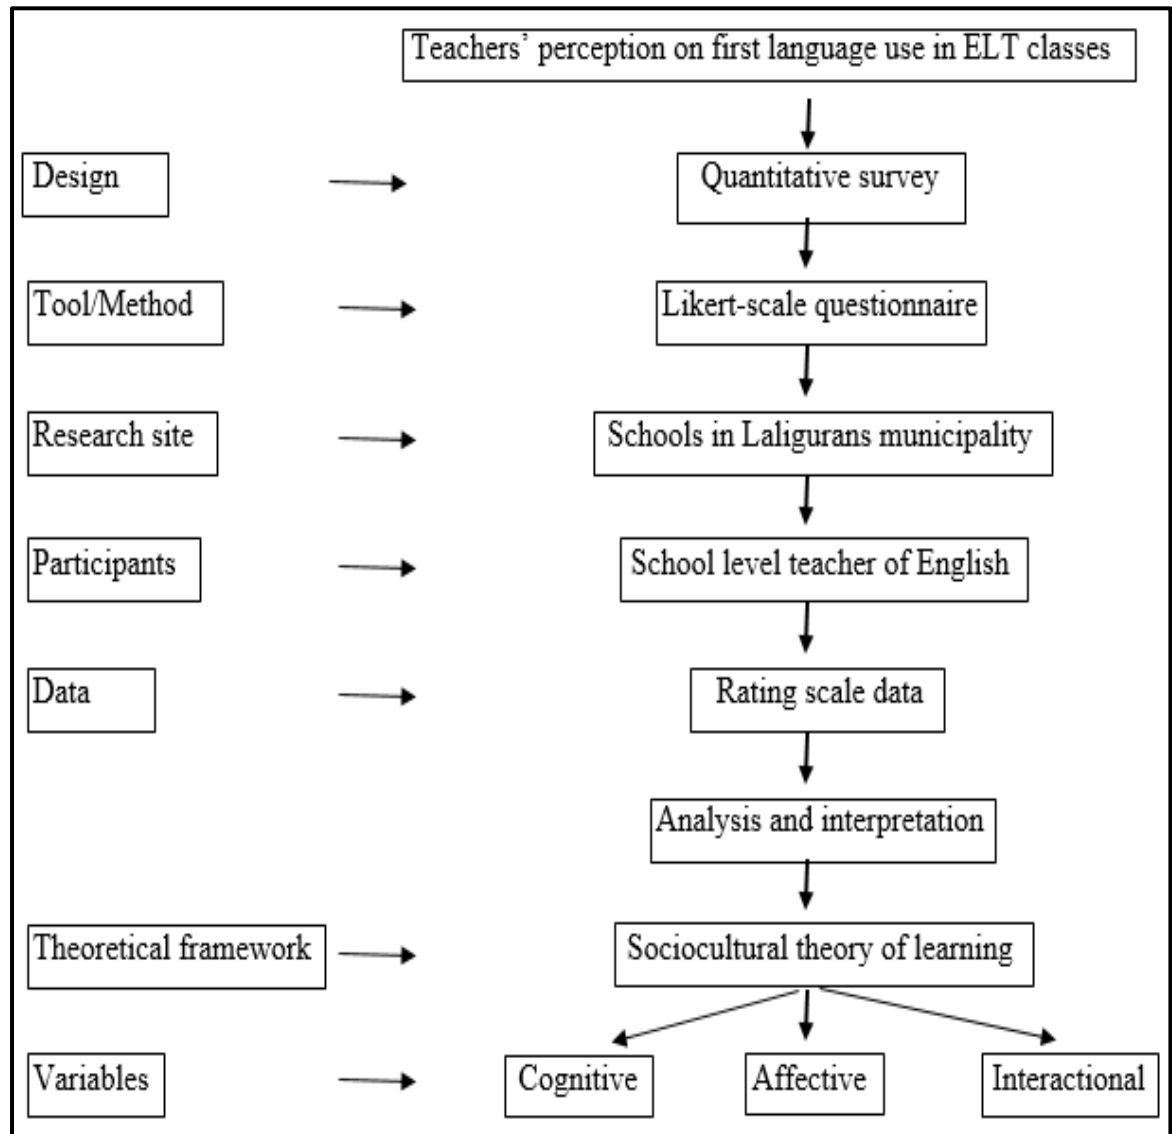 Teachers’ perception on first language use in ELT classes
Design
Quantitative survey
Tool/Method
Likert-scale questionnaire
Research site
Schools in Laligurans municipality
Participants
School level teacher of English
Data
Rating scale data
Analysis and interpretation
Theoretical framework
Sociocultural theory of learning
Variables
Cognitive
Affective
Interactional